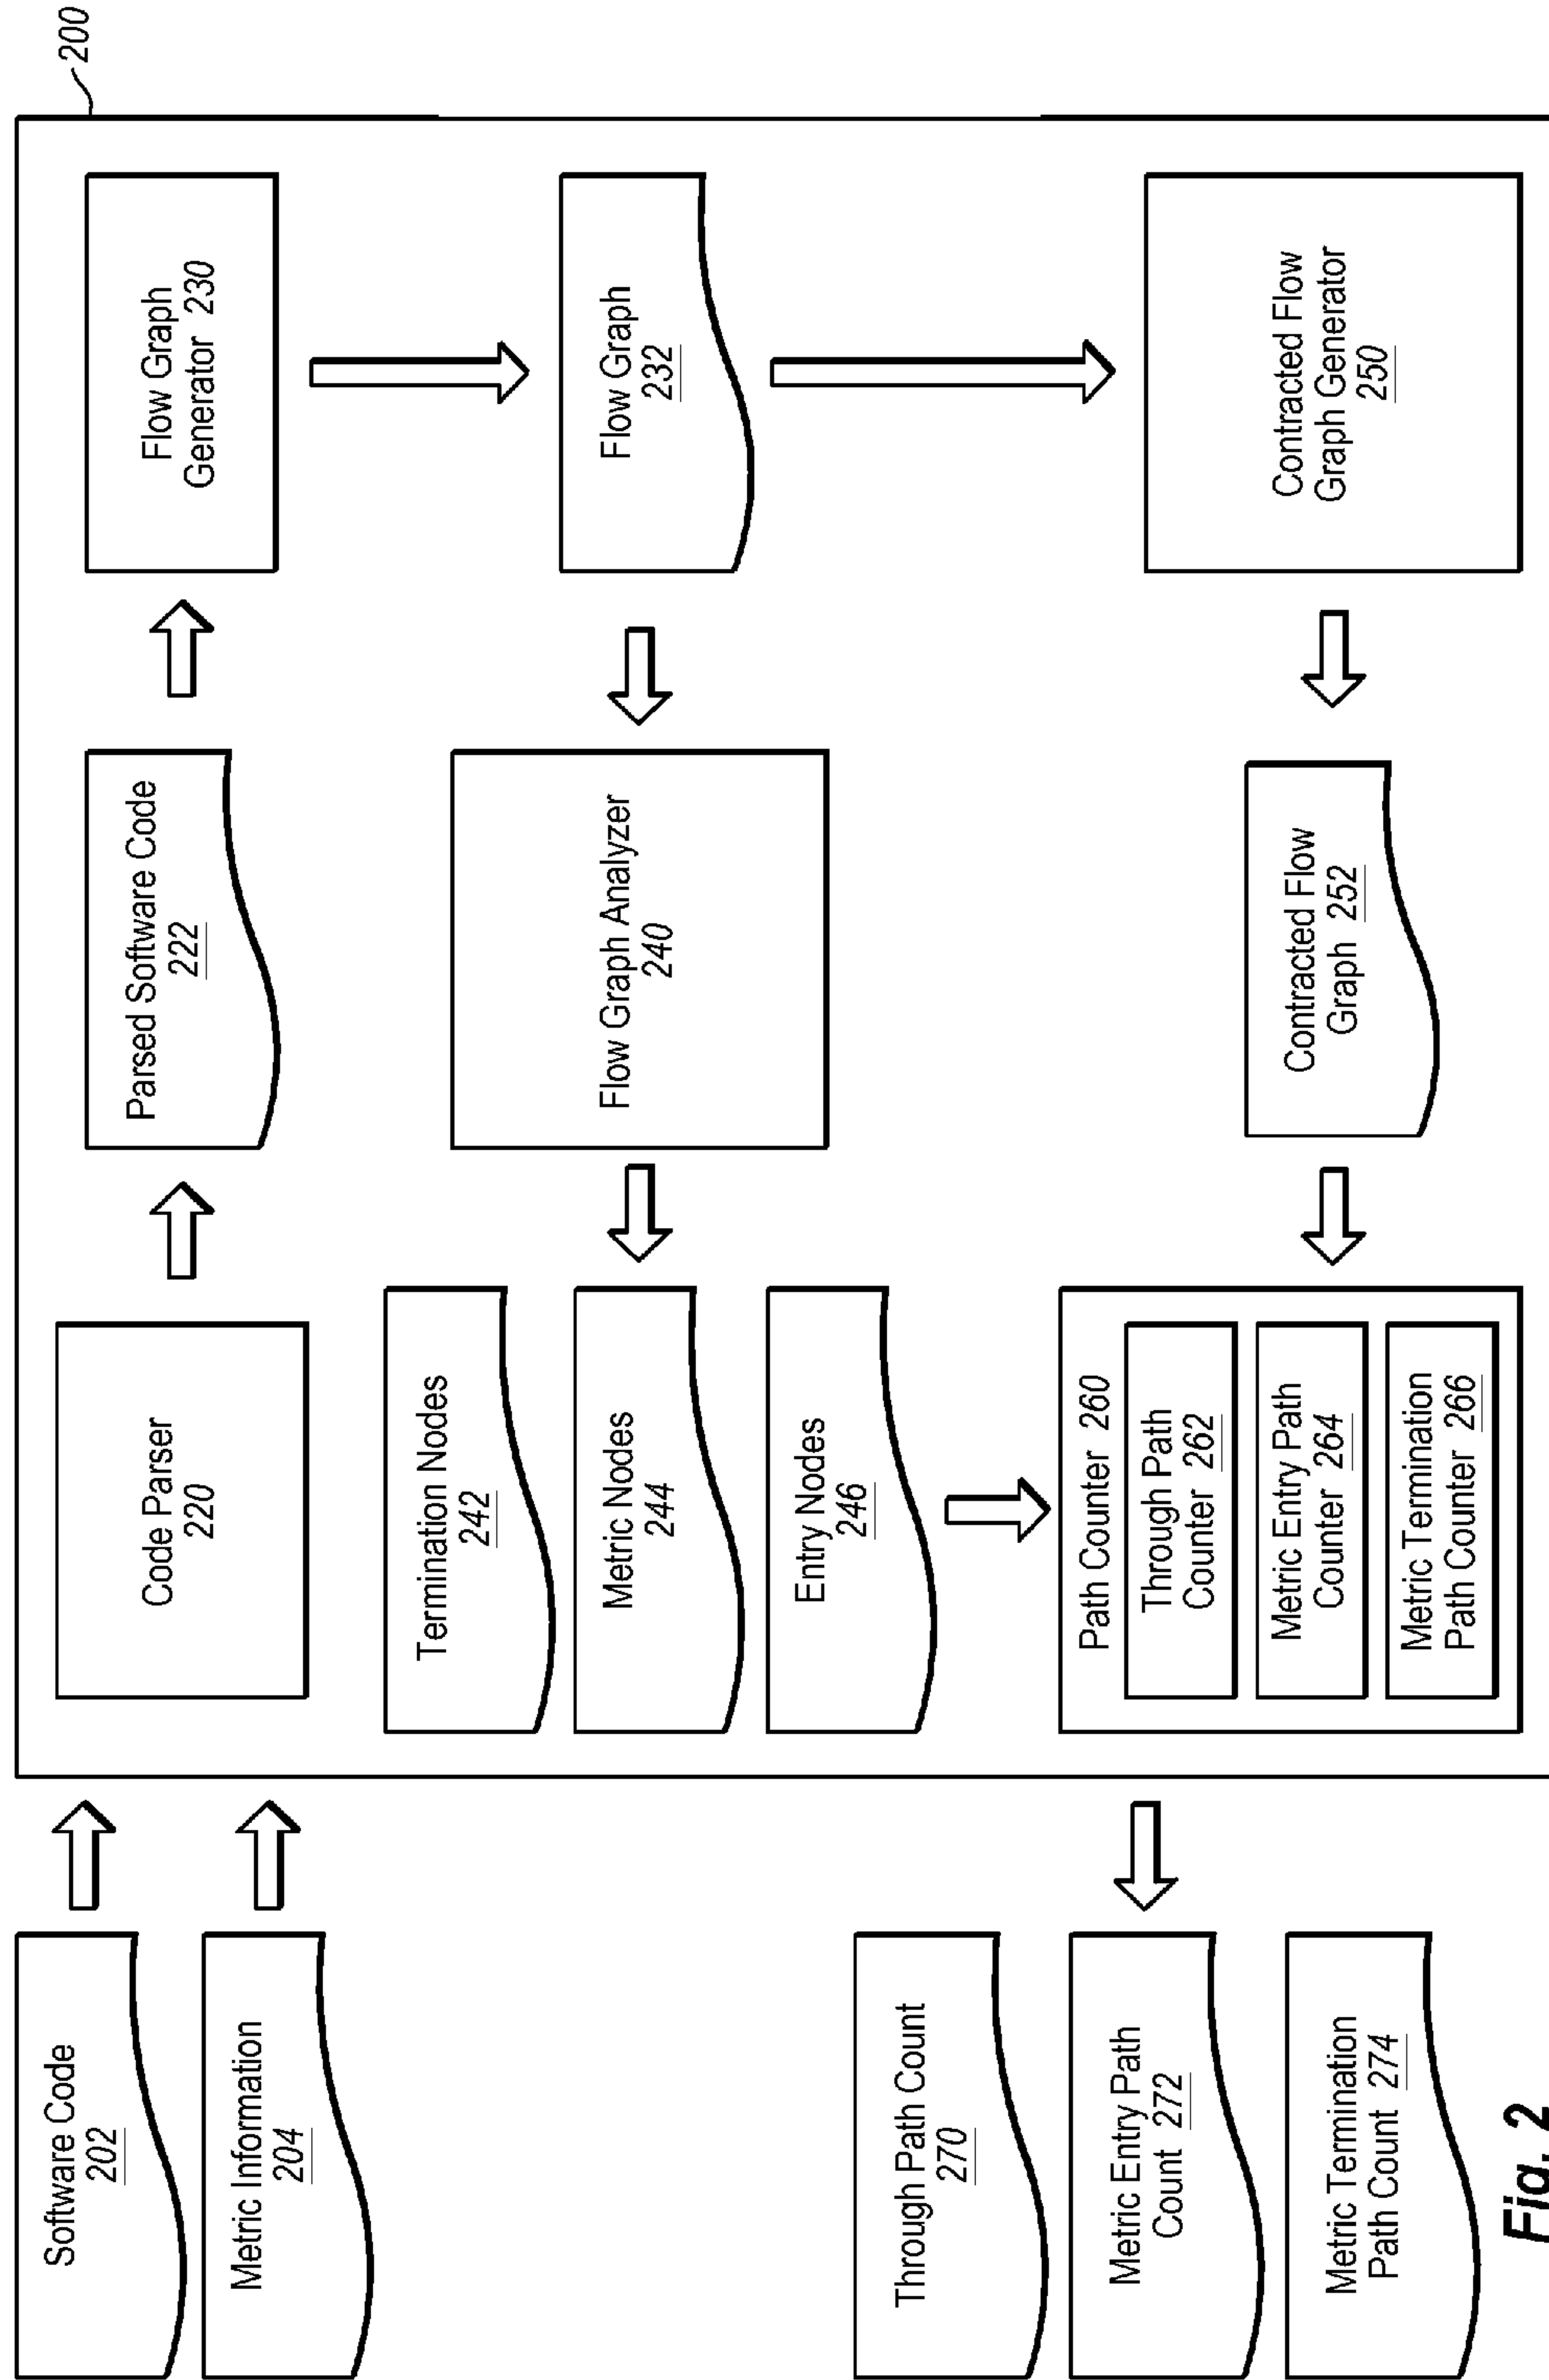 200
Software Code
202
Metric Information
204
Code Parser
220
Parsed Software Code
222
Flow Graph
Generator 230
Termination Nodes
242
Metric Nodes
244
Entry Nodes
246
Flow Graph Analyzer
240
Flow Graph
232
Through Path Count
270
Metric Entry Path
Count 272
Metric Termination
Path Count 274
Path Counter 260
Through Path
Counter 262
Metric Entry Path
Counter 264
Metric Termination
Path Counter 266
Contracted Flow
Graph 252
Contracted Flow
Graph Generator
250
Fig. 2